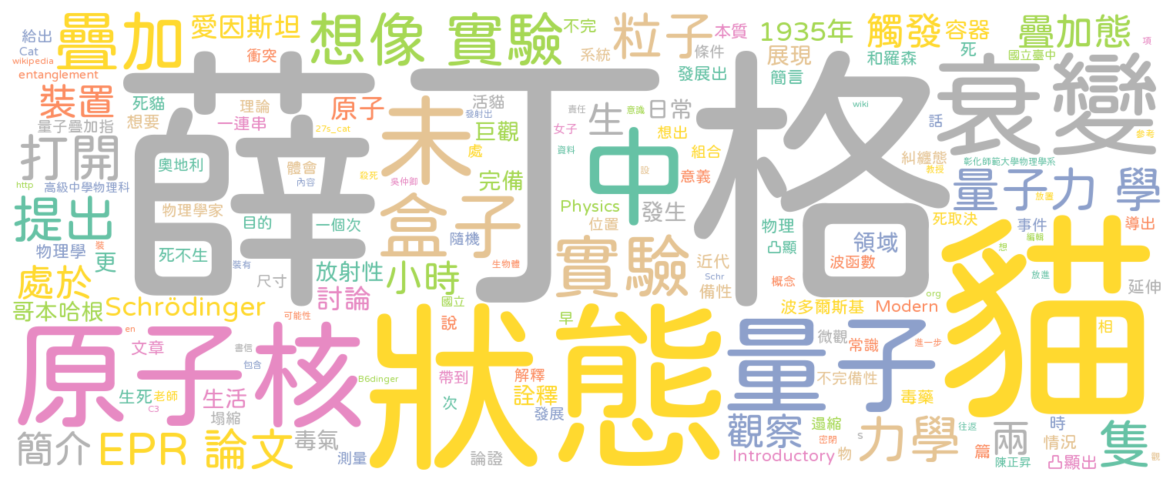 給出
疊加
愛因斯坦
想像
實驗
不完
粒子
本質
1935年
觸發
容器
死
疊加態
項
Cat
wikipedia
entanglement
衝突
系統
條件
展現
和羅森
國立臺中
發展出
簡言
裝置
死貓
理論
原子
活貓
發射出
責任
意識
日常
wiki
衰變
量子疊加指
想要
一連串
27s_cat
未
巨觀
女子
生
想出
話
參考
打開
奧地利
體會
內容
窺死
吳仲卿
處
資料
中
組合
糾纏態
彰化師範大學物理學系
教授
http
高級中學物理科
薛丁格
完備
設
意義
量子力
學
放置
提出
物理學家
盒子
Physics
發生
死取決
目的
一個次
位置
物理
事件
導出
物理學
裝
死不生
隨機
凸顯
領域
編輯
更
裝有
生物體
實驗
近代
波函數
想
貓
處於
尺寸
放射性
小時
備性
Schr
概念
放進
延伸
哥本哈根
Schrödinger
討論
國立
org
可能性
波多爾斯基
Modern
原子核
en
書信
說
早
狀態
量子
微觀
相
文章
常識
進一步
包含
86dinger
帶到
解釋
不完備性
生死
老師
生活
C3
次
詮釋
毒藥
塌縮
發展
觀察
遢縮
往返
時
簡介
EPR
論文
毒氣
密閉
s
力學
兩
隻
測量
論證
Introductory
物
篇
情況
陳正昇
凸顯出
觀